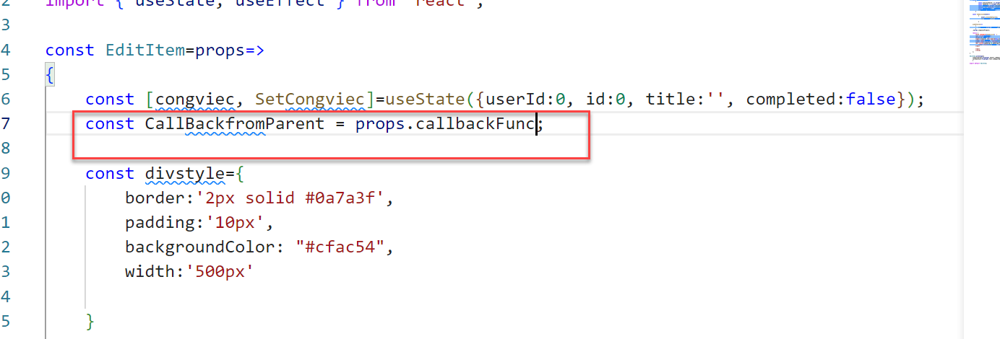 2 import { useState, useEffect } from 'react';
3
4 const EditItem=props=>
5 {
6 const [congviec, SetCongviec]=useState({userId:0, id:0, title:'', completed:false});
7 const CallBackfromParent = props.callbackFunc;
8
9 const divstyle={
0 border:'2px solid #0a7a3f',
1 padding:'10px',
2 backgroundColor: "#cfac54",
3 width:'500px'
4
5 }